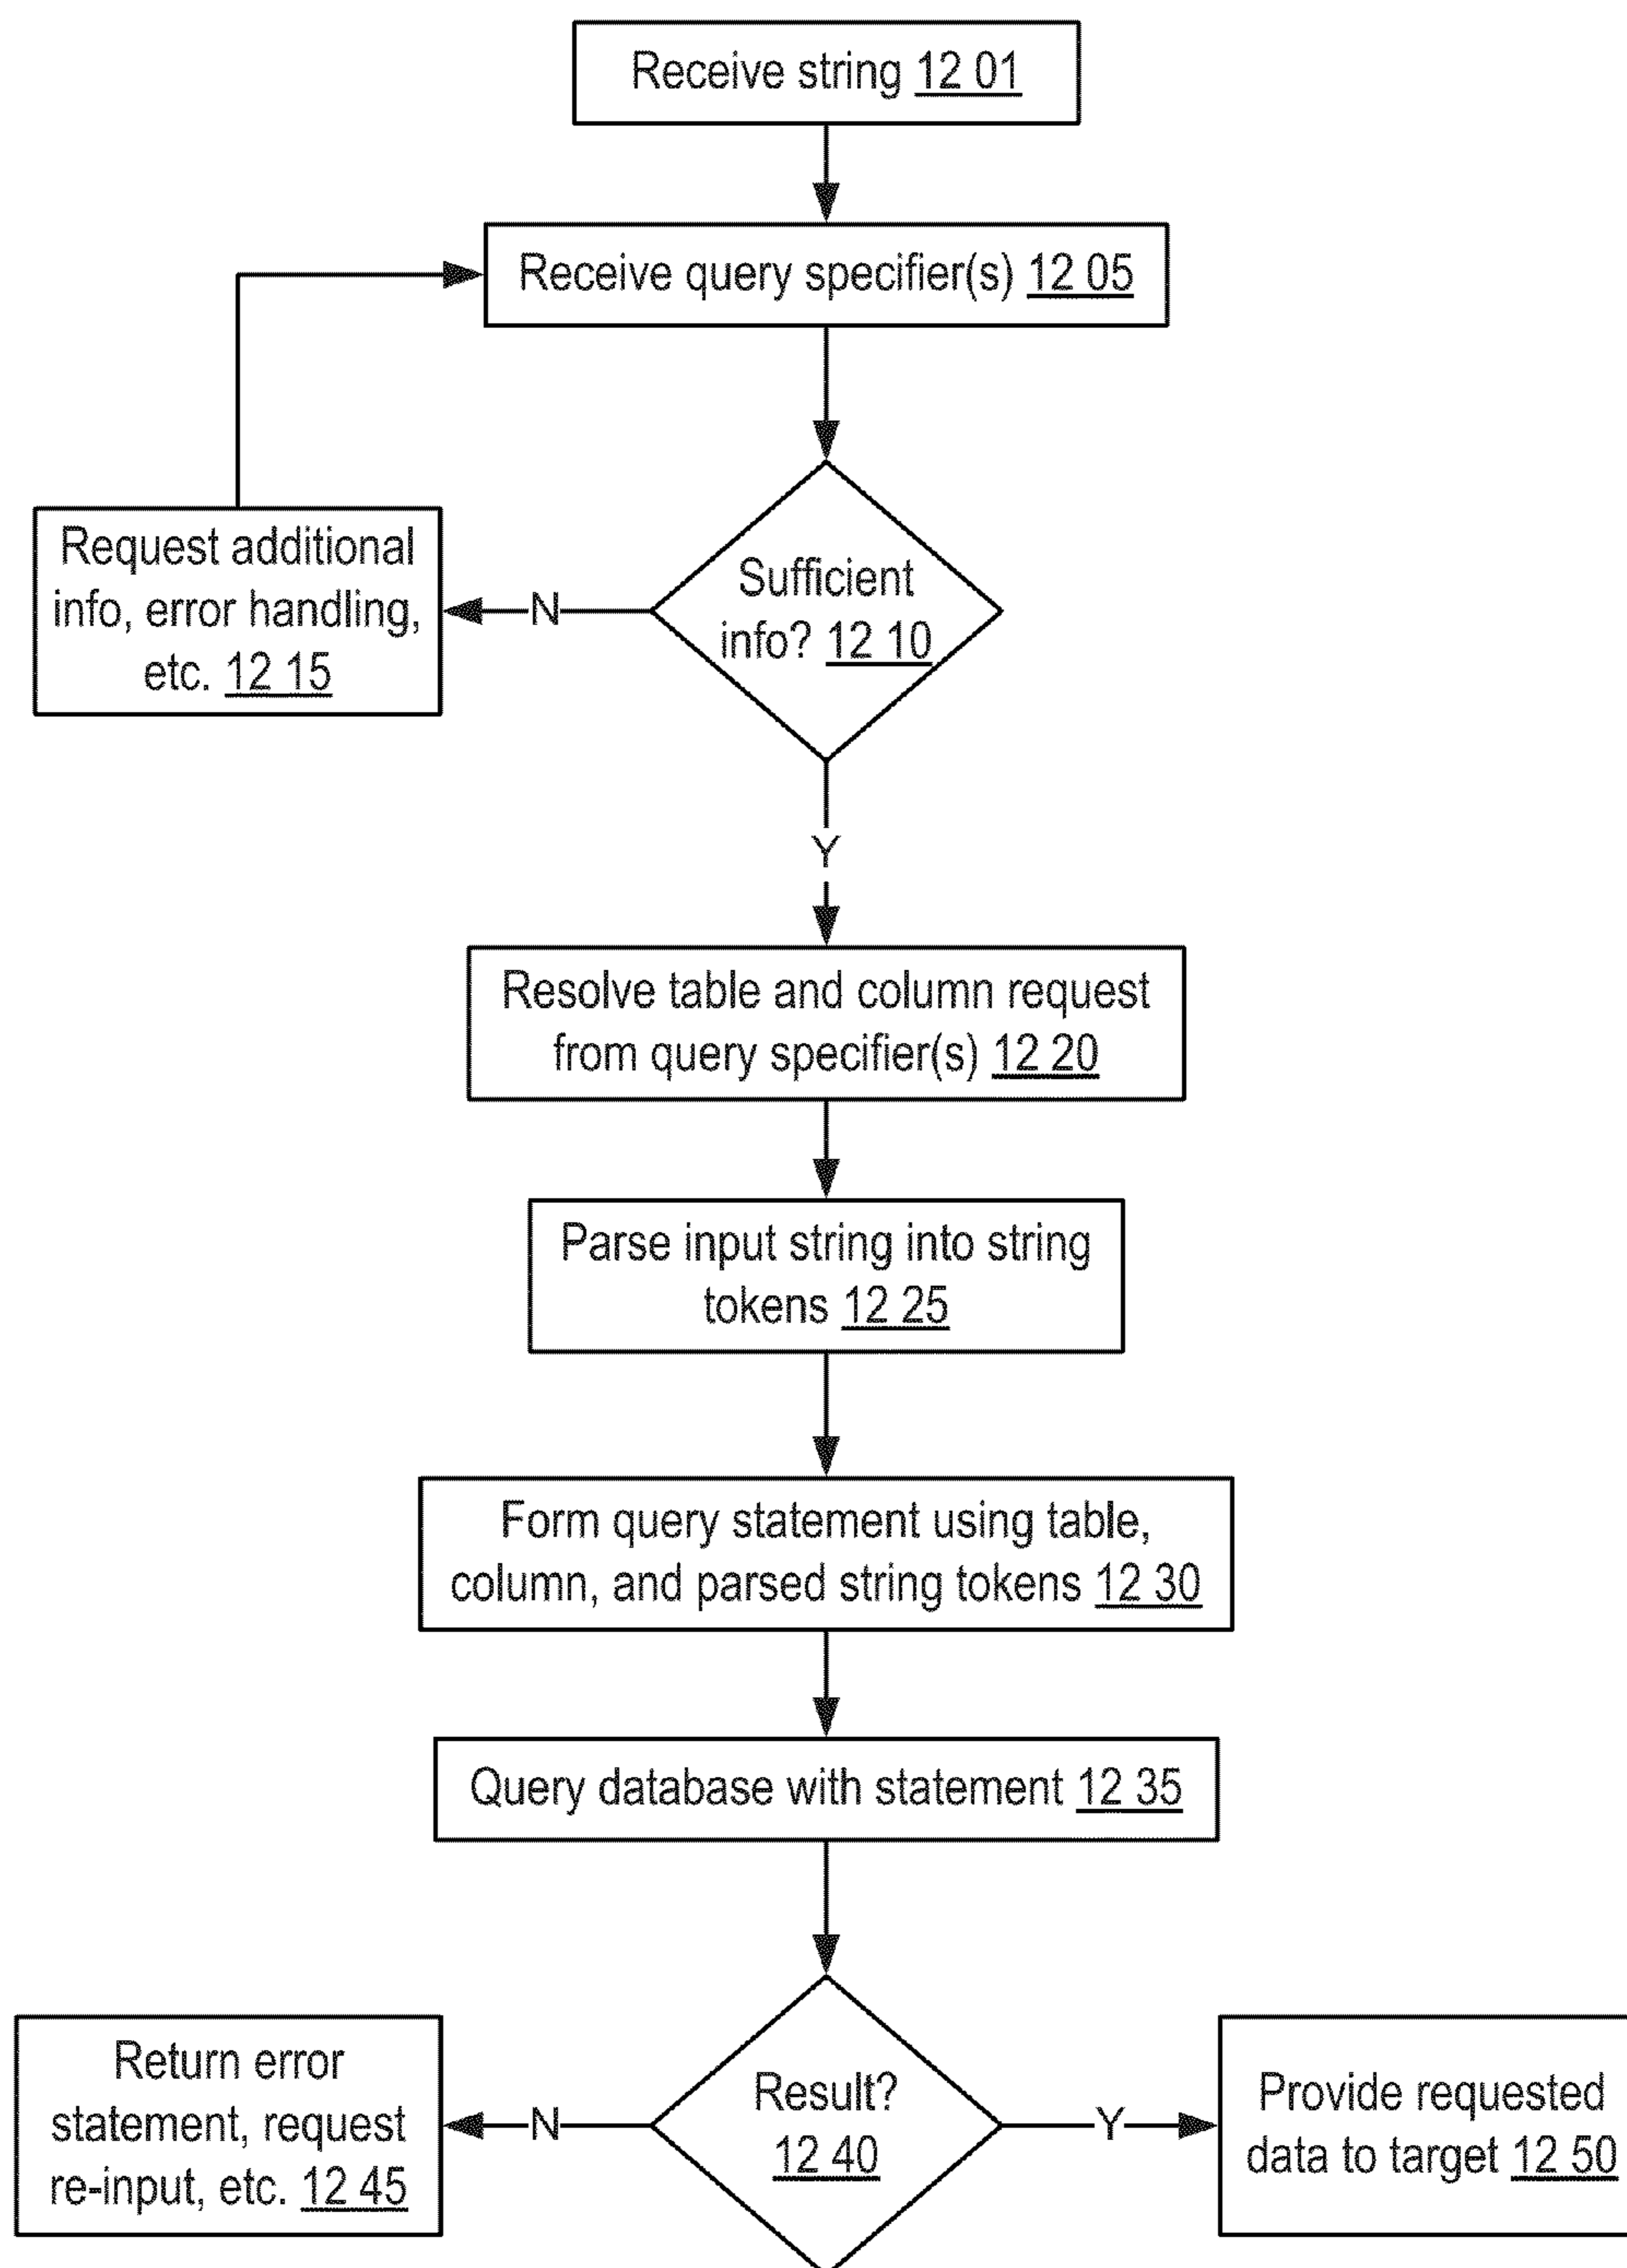 Receive string 12 01
Receive query specifier(s) 12 05
Request additional
info, error handling,
etc. 12 15
N
Sufficient
info? 12 10
Y
Resolve table and column request
from query specifier(s) 12 20
Parse input string into string
tokens 12 25
Form query statement using table,
column, and parsed string tokens 12 30
Query database with statement 12 35
Return error
statement, request
re-input, etc. 12 45
N
Result?
12 40
Y
Provide requested
data to target 12 50